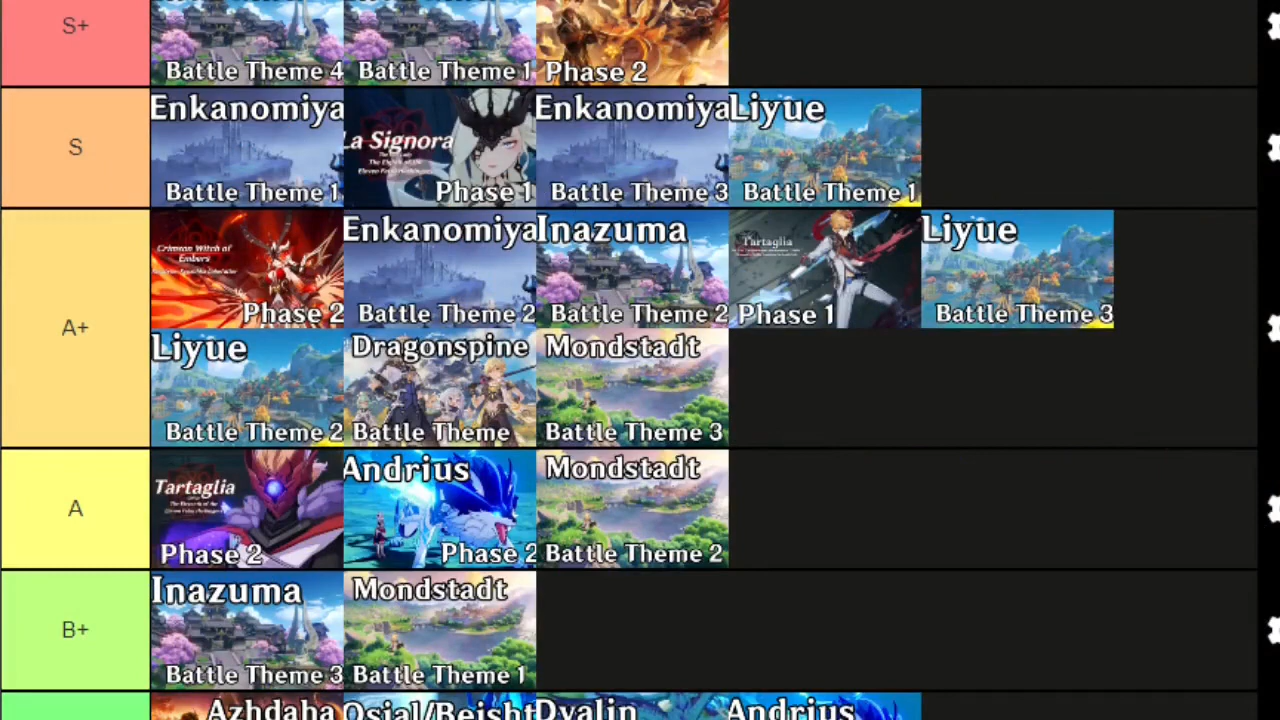 S+
Battle Theme 4
Battle Theme 1
Phase 2
S
Enkanomiya
Battle Theme 1
La Signora
Phase 1
Enkanomiya
Battle Theme 3
Liyue
Battle Theme 1
A+
Crimson Witch of
Embers
Phase 2
Enkanomiya
Battle Theme 2
Inazuma
Battle Theme 2
Tartaglia
Phase 1
Liyue
Battle Theme 3
Liyue
Battle Theme 2
Dragonspine
Battle Theme
Mondstadt
Battle Theme 3
A
Tartaglia
Phase 2
Andrius
Phase 2
Mondstadt
Battle Theme 2
B+
Inazuma
Battle Theme 3
Mondstadt
Battle Theme 1
Azhdaha
Osial/Beisht
Dvalin
Andrius